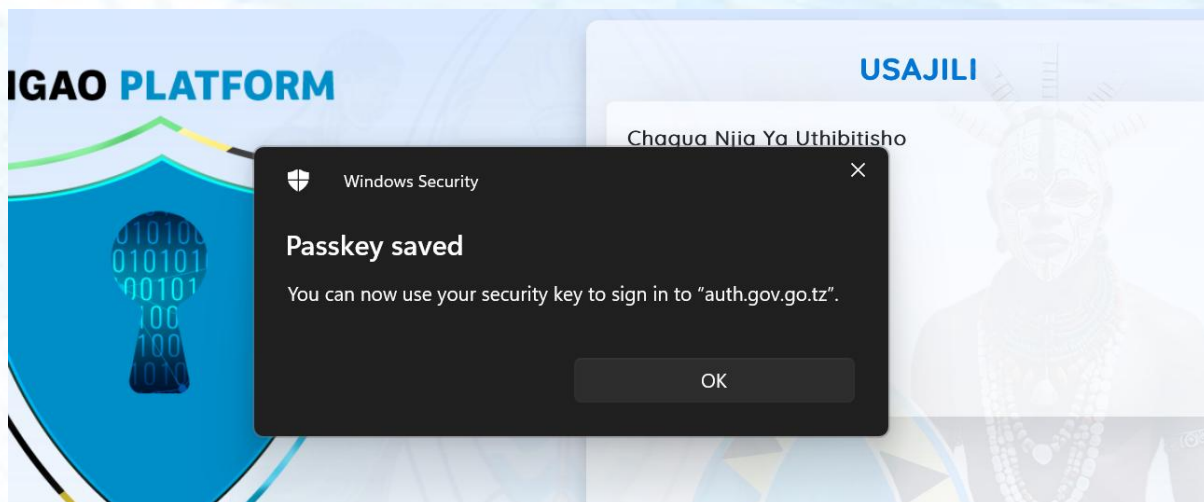 IGAO PLATFORM
USAJILI
Chagua Njia Ya Uthibitisho
Windows Security
Passkey saved
You can now use your security key to sign in to “auth.gov.go.tz”.
OK